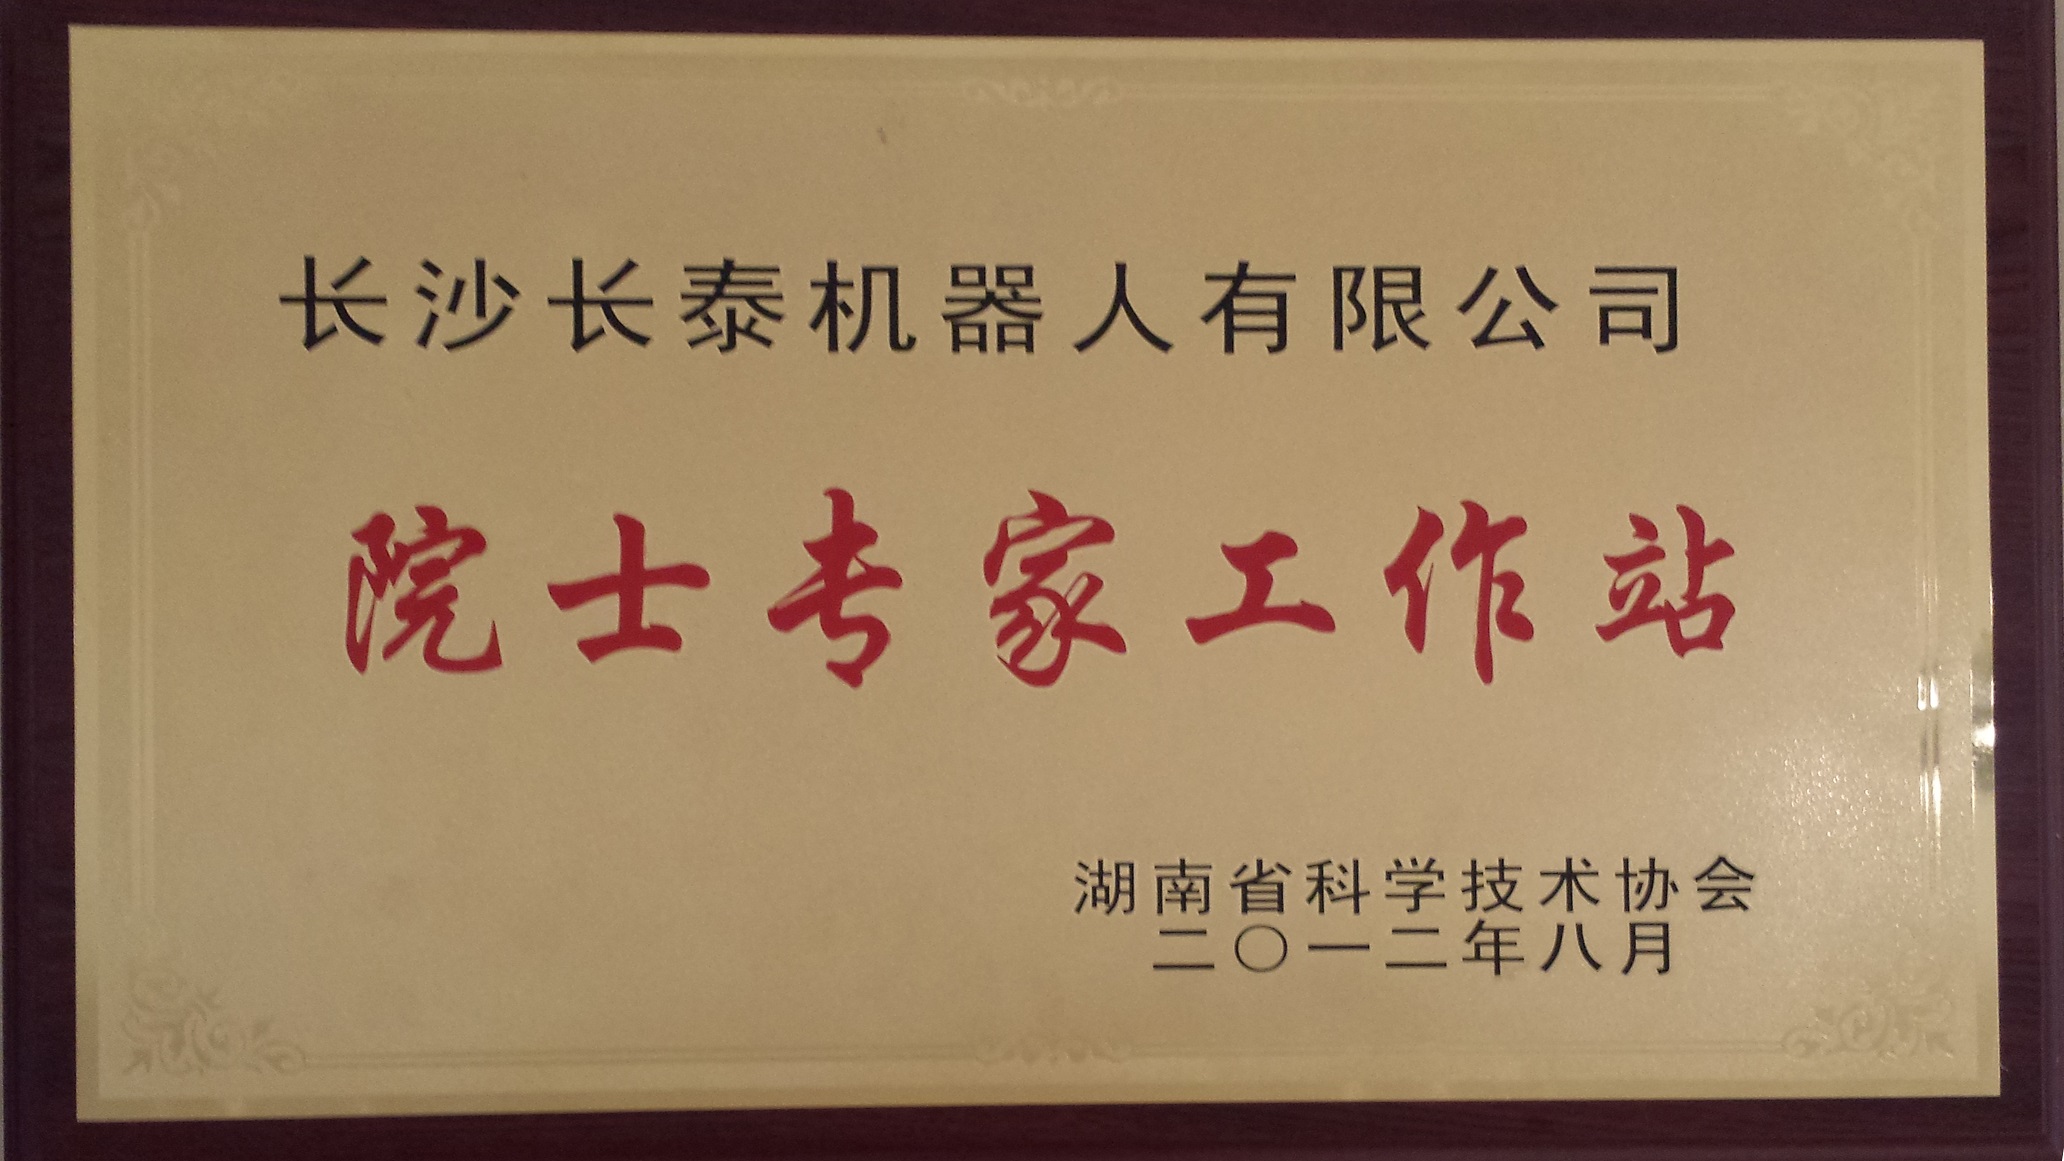 长沙长泰机器人有限公司
院士专家工作站
湖南省科学技术协会
二〇一二年八月